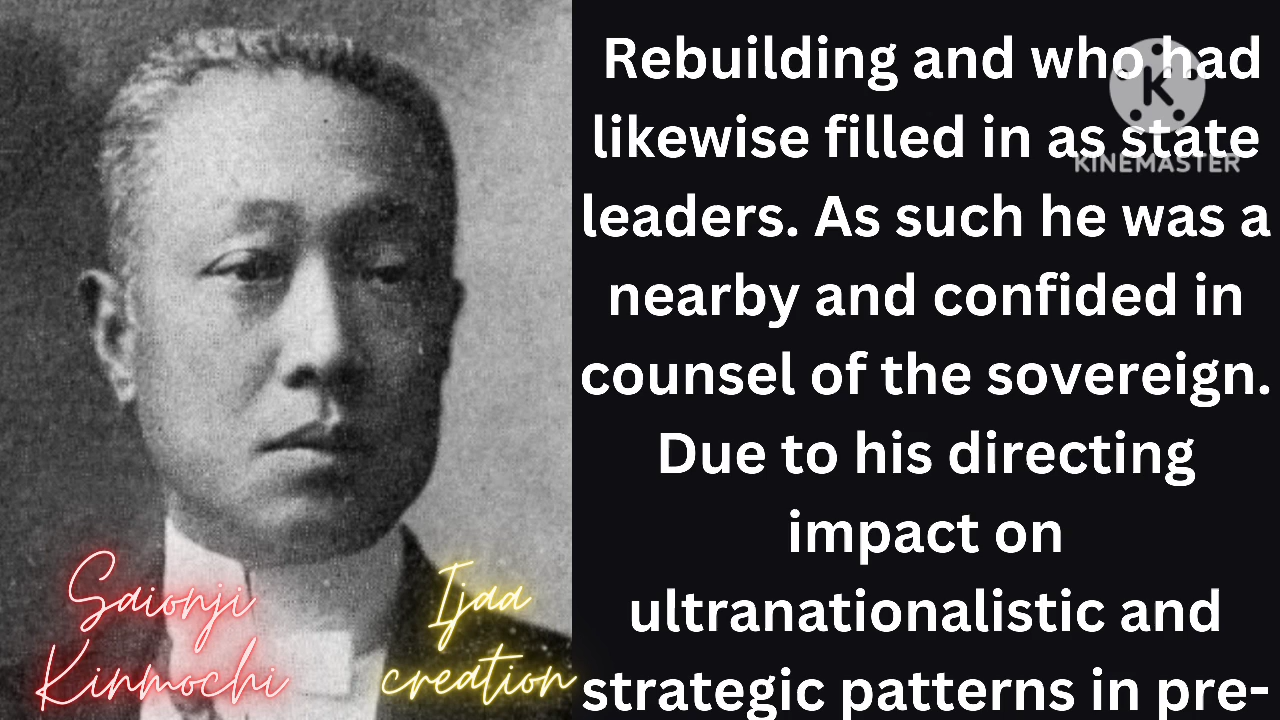 Rebuilding and who had
likewise filled in as state
leaders. As such he was a
nearby and confided in
counsel of the sovereign.
Due to his directing
impact on
ultranationalistic and
strategic patterns in pre-
K
KINEMASTER
Saionji
Kinmochi
Ijaa
creation